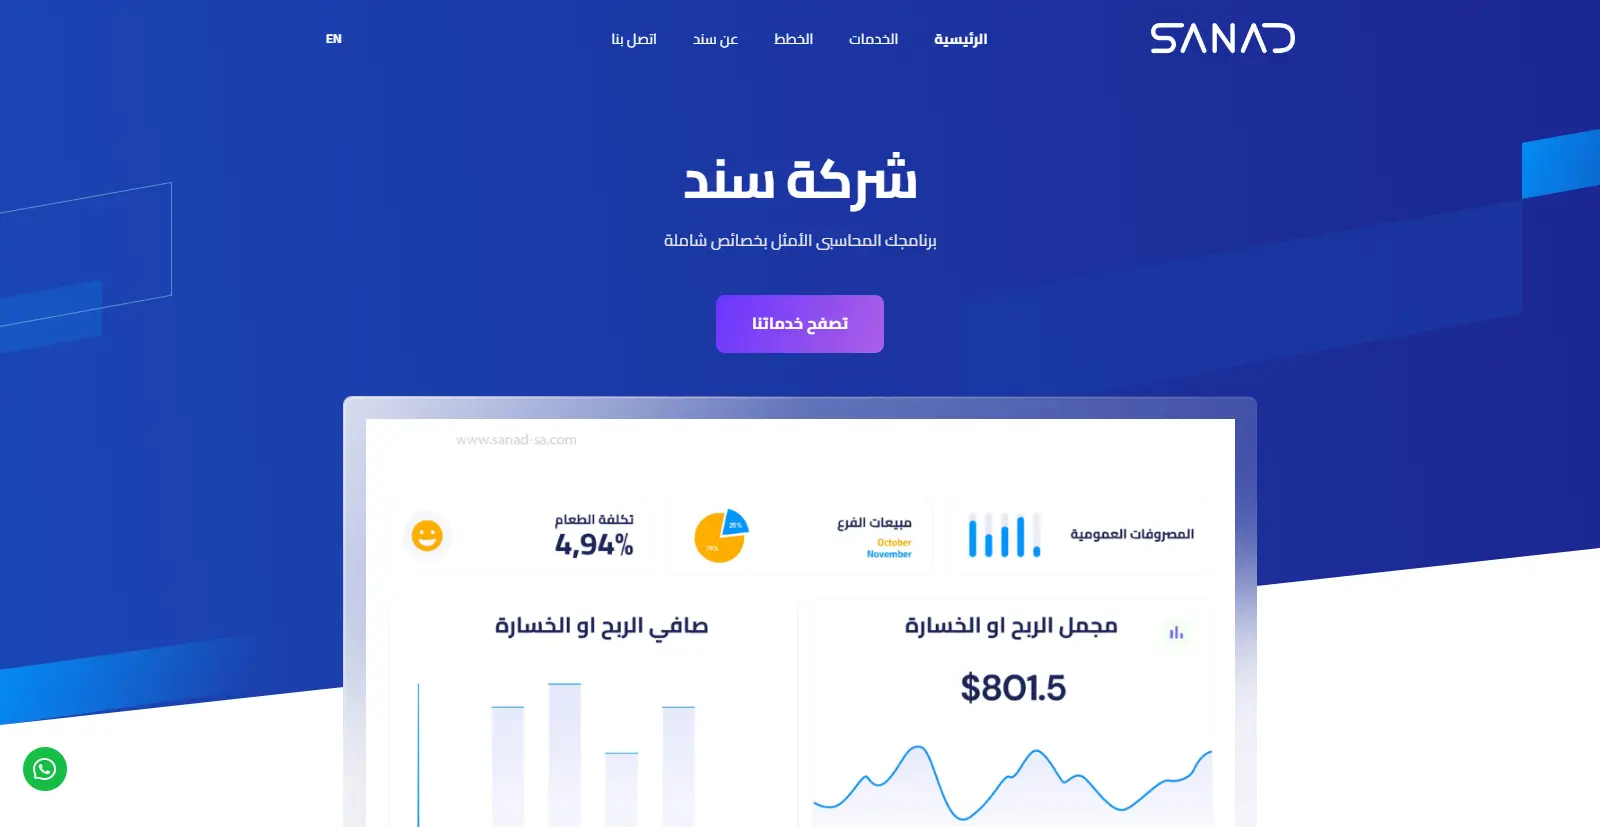 SANAD
الرئيسية
الخدمات
الخطط
عن سند
اتصل بنا
EN
شركة سند
برنامجك المحاسبى الأمثل بخصائص شاملة
تصفح خدماتنا
www.sanad-sa.com
المصروفات العمومية
مبيعات الفرع
October
November
25%
75%
تكلفة الطعام
4,94%
مجمل الربح او الخسارة
$801.5
صافي الربح او الخسارة